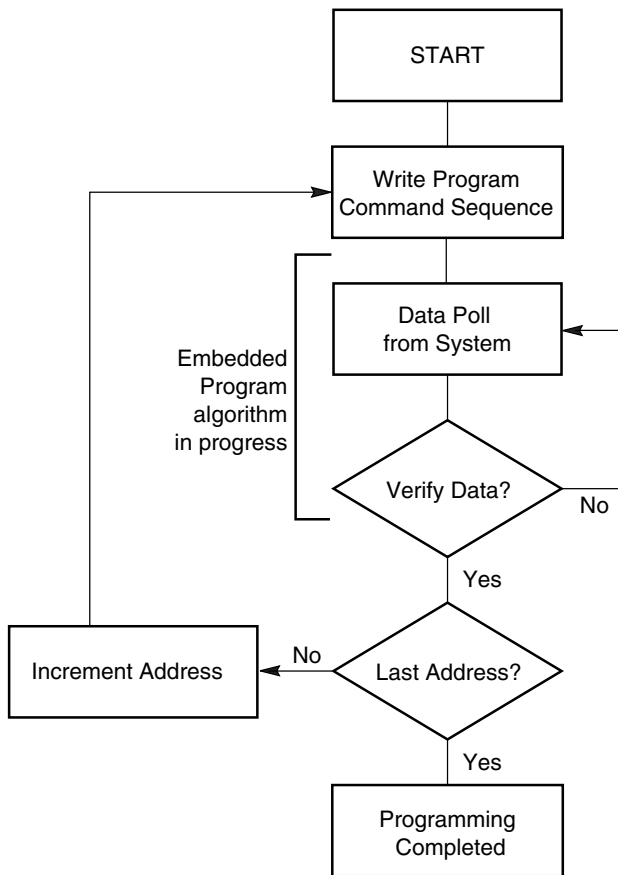 START
Write Program
Command Sequence
Data Poll
from System
Embedded
Program
algorithm
in progress
Verify Data?
No
Yes
Last Address?
No
Increment Address
Yes
Programming
Completed